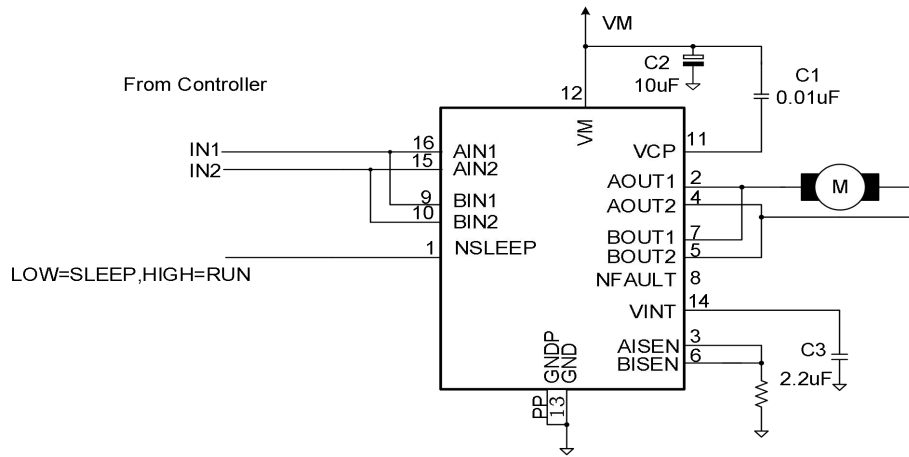 VM
From Controller
C2
10uF
C1
0.01uF
12
VM
IN1
16
AIN1
VCP
11
IN2
15
AIN2
AOUT1
2
M
9
BIN1
AOUT2
4
10
BIN2
BOUT1
7
1
NSLEEP
BOUT2
5
LOW=SLEEP,HIGH=RUN
NFAULT
8
VINT
14
AISEN
3
C3
BISEN
6
2.2uF
GNDP
GND
PP
13